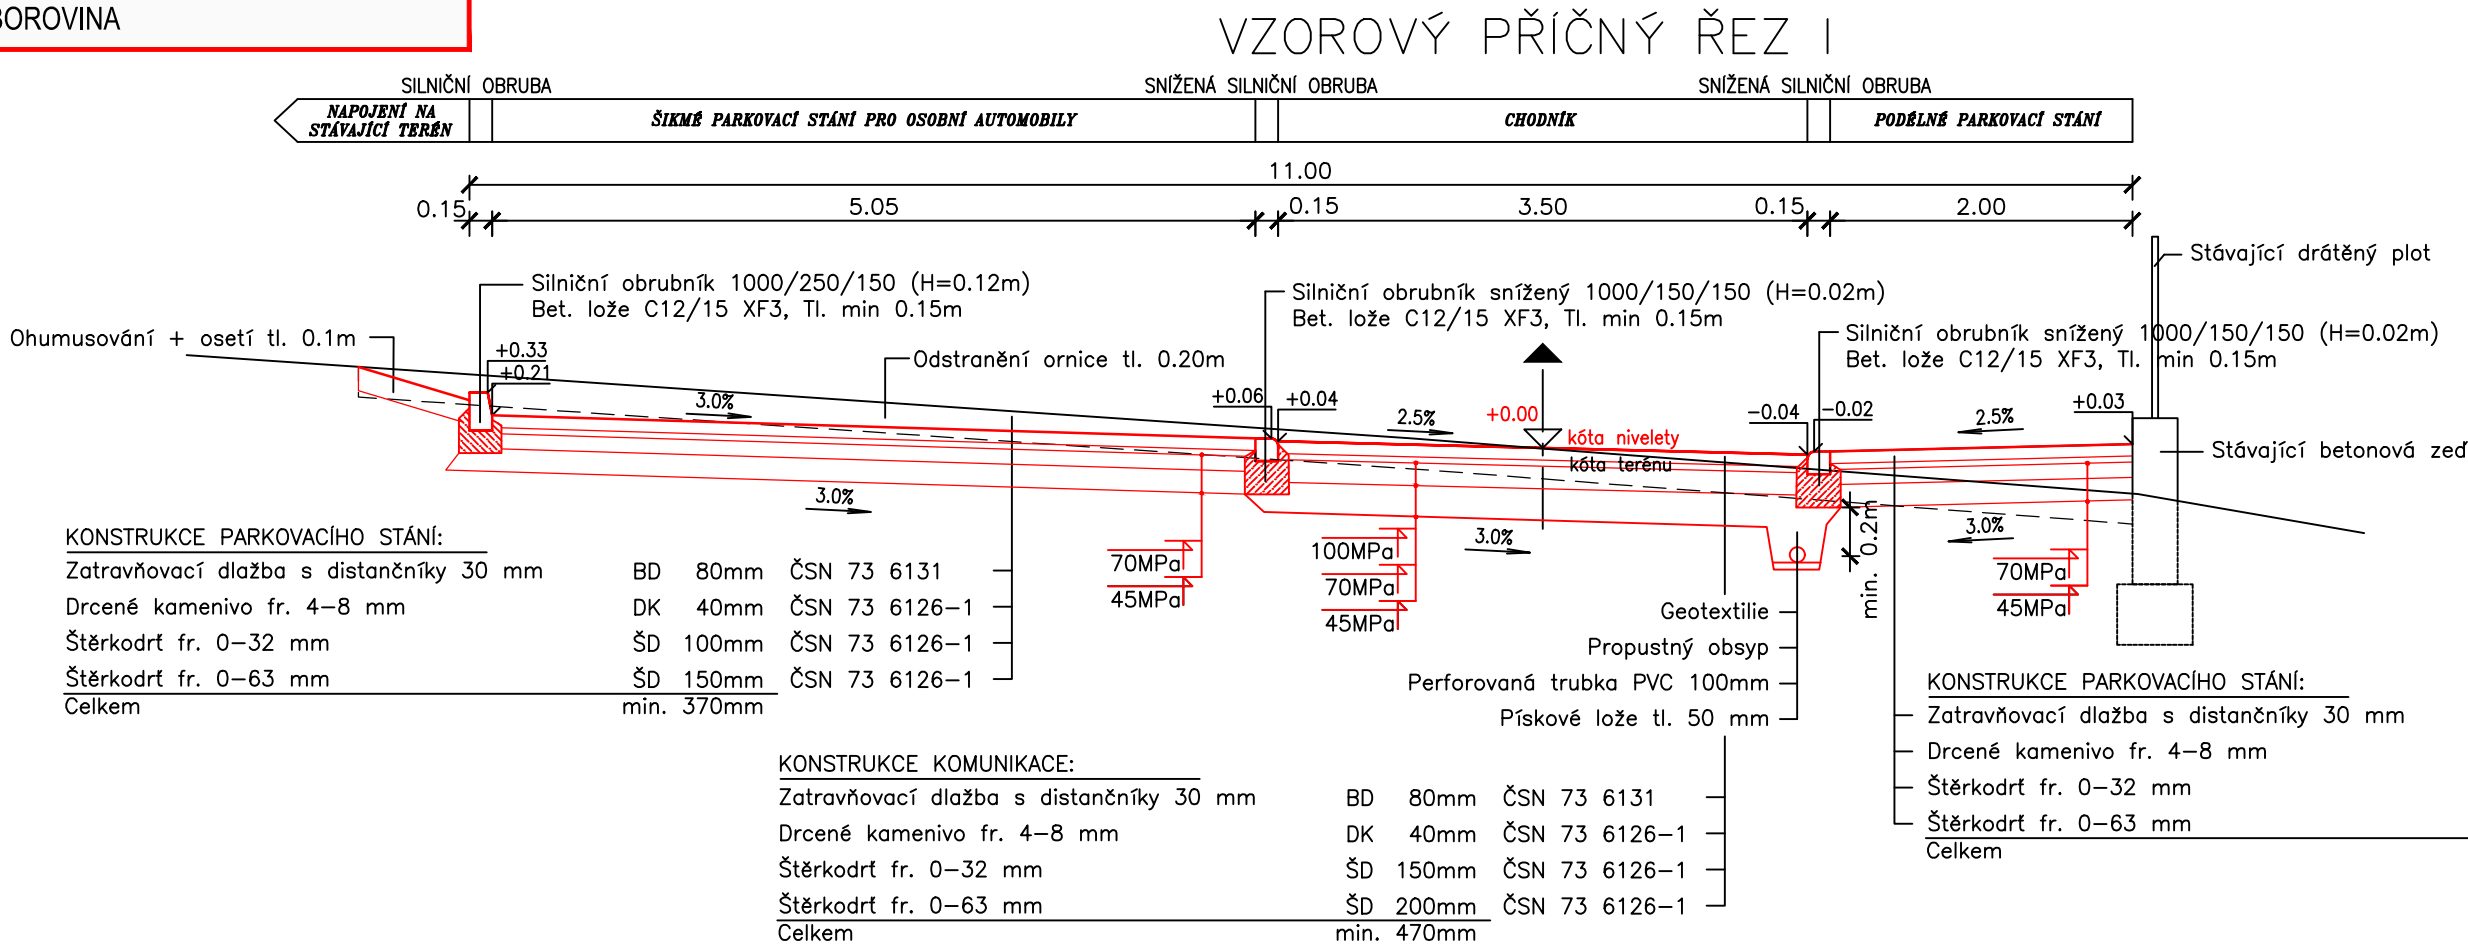 BOROVINA
VZOROVÝ PŘÍČNÝ ŘEZ I
SILNIČNÍ OBRUBA
SNÍŽENÁ SILNIČNÍ OBRUBA
SNÍŽENÁ SILNIČNÍ OBRUBA
NAPOJENÍ NA
STÁVAJÍCÍ TERÉN
ŠIKMÉ PARKOVACÍ STÁNÍ PRO OSOBNÍ AUTOMOBILY
CHODNÍK
PODÉLNÉ PARKOVACÍ STÁNÍ
11.00
0.15
5.05
0.15
3.50
0.15
2.00
Stávající drátěný plot
Silniční obrubník 1000/250/150 (H=0.12m)
Bet. lože C12/15 XF3, Tl. min 0.15m
Silniční obrubník snížený 1000/150/150 (H=0.02m)
Bet. lože C12/15 XF3, Tl. min 0.15m
Silniční obrubník snížený 1000/150/150 (H=0.02m)
Bet. lože C12/15 XF3, Tl. min 0.15m
Ohumusování + osetí tl. 0.1m
+0.33
+0.21
Odstranění ornice tl. 0.20m
3.0%
+0.06
+0.04
2.5%
+0.00
kóta nivelety
kóta terénu
-0.04
-0.02
2.5%
+0.03
Stávající betonová zeď
3.0%
3.0%
3.0%
min. 0.2m
70MPa
45MPa
100MPa
70MPa
45MPa
70MPa
45MPa
KONSTRUKCE PARKOVACÍHO STÁNÍ:
Zatravňovací dlažba s distančníky 30 mm BD 80mm ČSN 73 6131
Drcené kamenivo fr. 4-8 mm DK 40mm ČSN 73 6126-1
Štěrkodrť fr. 0-32 mm ŠD 100mm ČSN 73 6126-1
Štěrkodrť fr. 0-63 mm ŠD 150mm ČSN 73 6126-1
Celkem min. 370mm
Geotextilie
Propustný obsyp
Perforovaná trubka PVC 100mm
Pískové lože tl. 50 mm
KONSTRUKCE PARKOVACÍHO STÁNÍ:
Zatravňovací dlažba s distančníky 30 mm
Drcené kamenivo fr. 4-8 mm
Štěrkodrť fr. 0-32 mm
Štěrkodrť fr. 0-63 mm
Celkem
KONSTRUKCE KOMUNIKACE:
Zatravňovací dlažba s distančníky 30 mm BD 80mm ČSN 73 6131
Drcené kamenivo fr. 4-8 mm DK 40mm ČSN 73 6126-1
Štěrkodrť fr. 0-32 mm ŠD 150mm ČSN 73 6126-1
Štěrkodrť fr. 0-63 mm ŠD 200mm ČSN 73 6126-1
Celkem min. 470mm